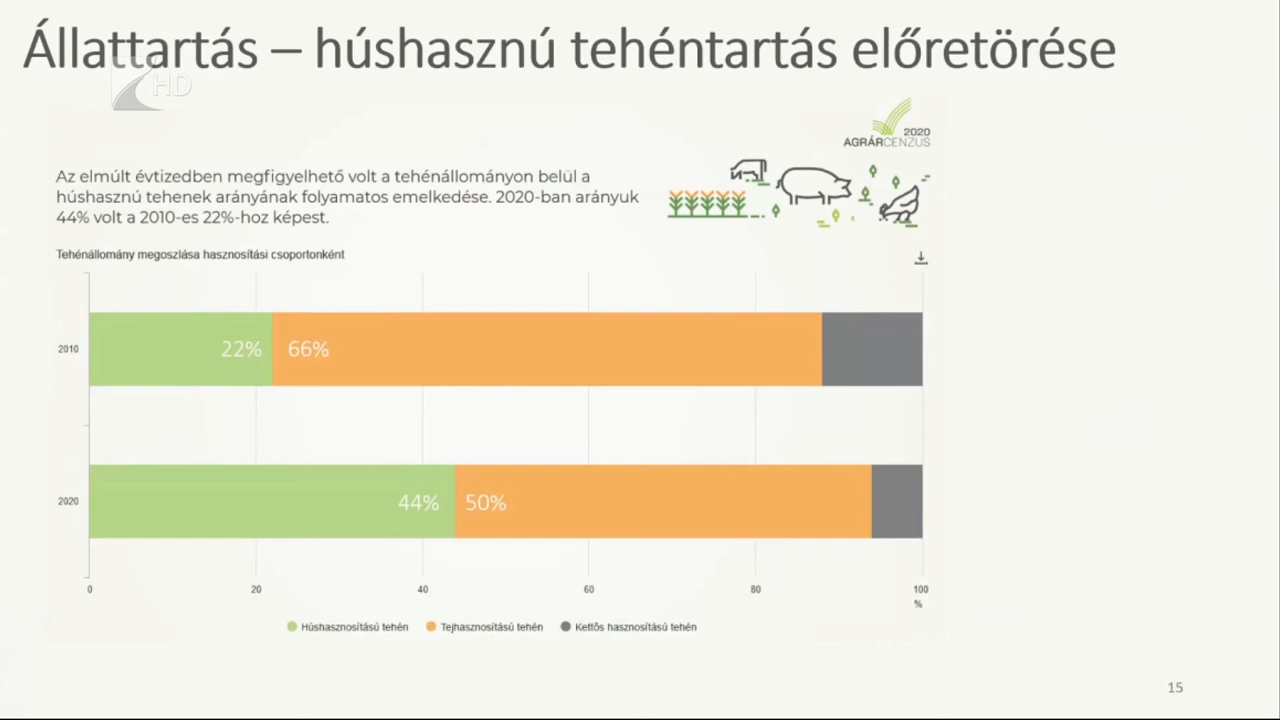 Állattartás – húshasznú tehéntartás előretörése
HD
2020
AGRÁRCENZUS
Az elmúlt évtizedben megfigyelhető volt a tehénállományon belül a
húshasznú tehenek arányának folyamatos emelkedése. 2020-ban arányuk
44% volt a 2010-es 22%-hoz képest.
Tehénállomány megoszlása hasznosítási csoportonként
2010
22%
66%
2020
44%
50%
0
20
40
60
80
100
%
Húshasznosítású tehén
Tejhasznosítású tehén
Kettős hasznosítású tehén
15